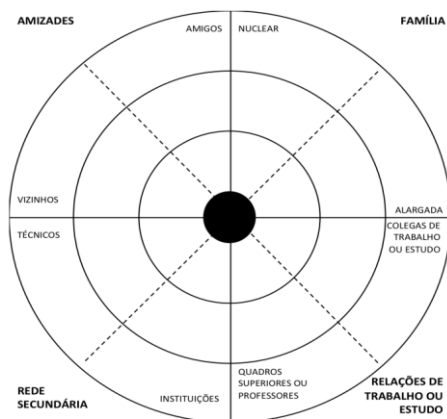 AMIZADES
AMIGOS
NUCLEAR
FAMÍLIA
VIZINHOS
ALARGADA
TÉCNICOS
COLEGAS DE
TRABALHO
OU ESTUDO
QUADROS
SUPERIORES OU
PROFESSORES
INSTITUIÇÕES
REDE
SECUNDÁRIA
RELAÇÕES DE
TRABALHO OU
ESTUDO